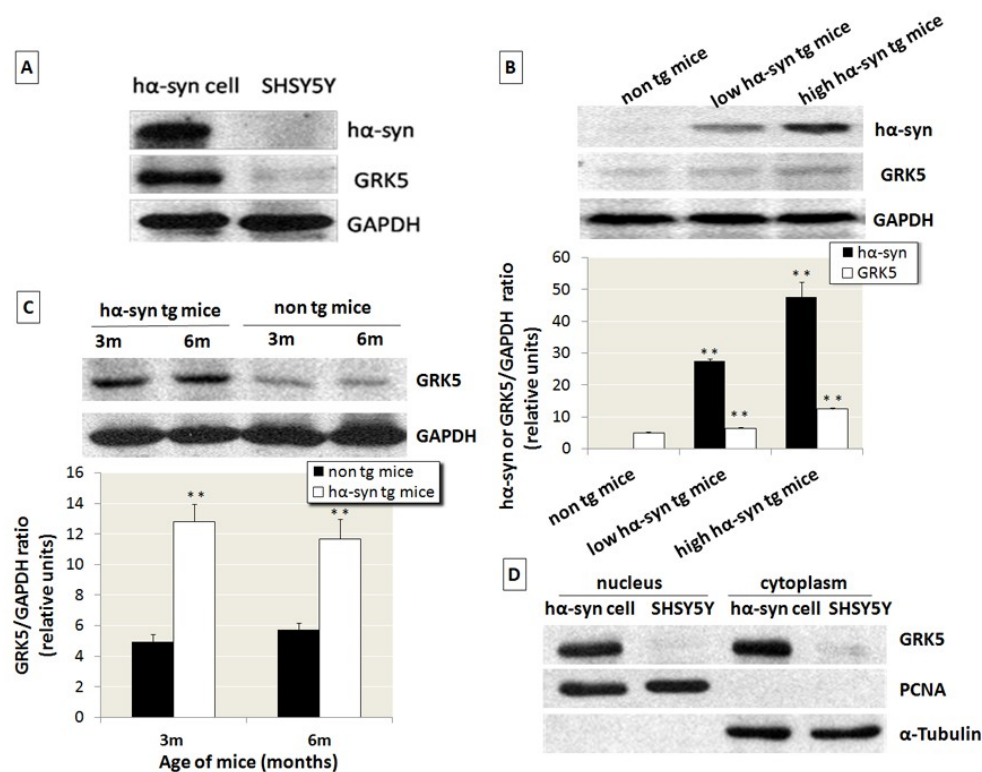 A
hα-syn cell SHSY5Y
hα-syn
GRK5
GAPDH
B
non tg mice
low hα-syn tg mice
high hα-syn tg mice
hα-syn
GRK5
GAPDH
hα-syn
GRK5
hα-syn or GRK5/GAPDH ratio
(relative units)
60
50
40
30
20
10
0
**
**
**
**
non tg mice
low hα-syn tg mice
high hα-syn tg mice
C
hα-syn tg mice non tg mice
3m 6m 3m 6m
GRK5
GAPDH
non tg mice
hα-syn tg mice
GRK5/GAPDH ratio
(relative units)
16
14
12
10
8
6
4
2
0
**
**
3m 6m
Age of mice (months)
D
nucleus cytoplasm
hα-syn cell SHSY5Y hα-syn cell SHSY5Y
GRK5
PCNA
α-Tubulin